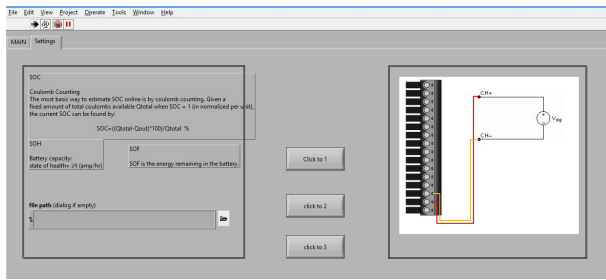 File Edit View Project Operate Tools Window Help
MAIN Settings
SOC
Coulomb Counting
The most basic way to estimate SOC online is by coulomb counting. Given a
fixed amount of total coulombs available Qtotal when SOC = 1 (in normalized per unit),
the current SOC can be found by:
SOC=((Qtotal-Qout)*100)/Qtotal %
SOH
Battery capacity:
state of health= i/t (amp/hr)
SOF
SOF is the energy remaining in the battery.
file path (dialog if empty)
Click to 1
click to 2
click to 3
CH+
CH−
Vsig